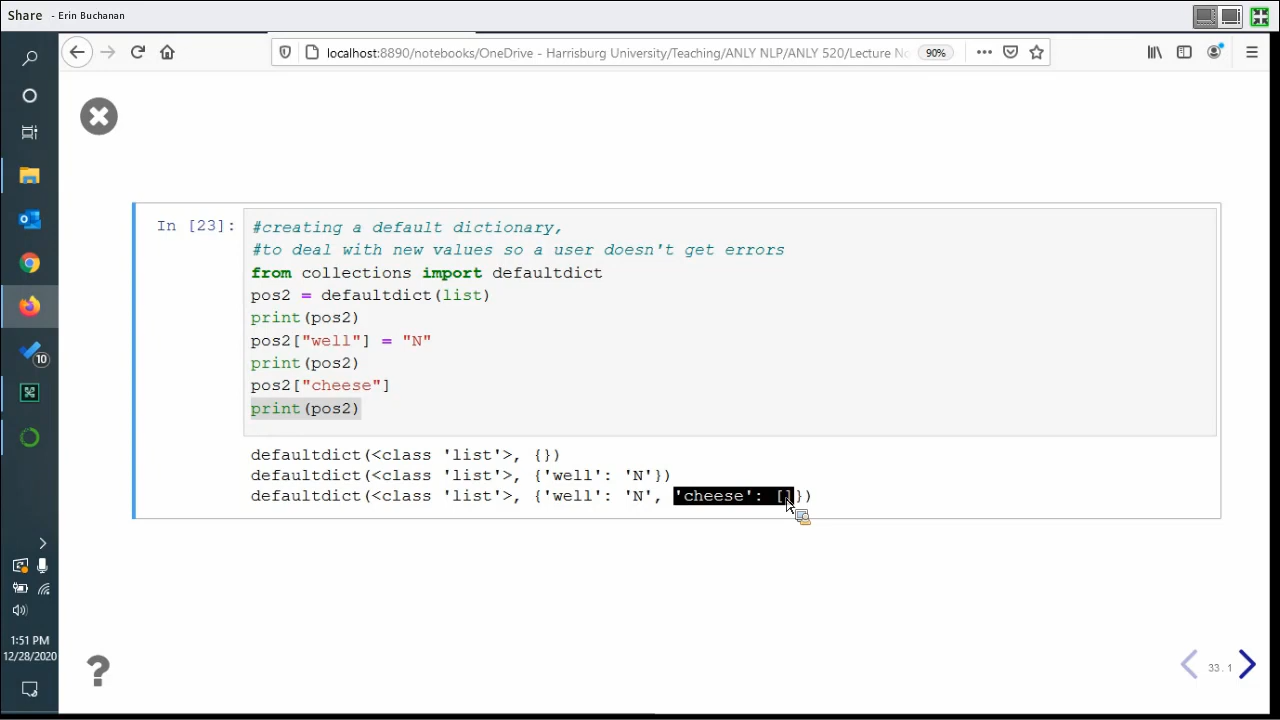 Share - Erin Buchanan
localhost:8890/notebooks/OneDrive - Harrisburg University/Teaching/ANLY NLP/ANLY 520/Lecture No
90%
In [23]:
#creating a default dictionary,
#to deal with new values so a user doesn't get errors
from collections import defaultdict
pos2 = defaultdict(list)
print(pos2)
pos2["well"] = "N"
print(pos2)
pos2["cheese"]
print(pos2)
defaultdict(<class 'list'>, {})
defaultdict(<class 'list'>, {'well': 'N'})
defaultdict(<class 'list'>, {'well': 'N', 'cheese': []})
10
1:51 PM
12/28/2020
?
33.1